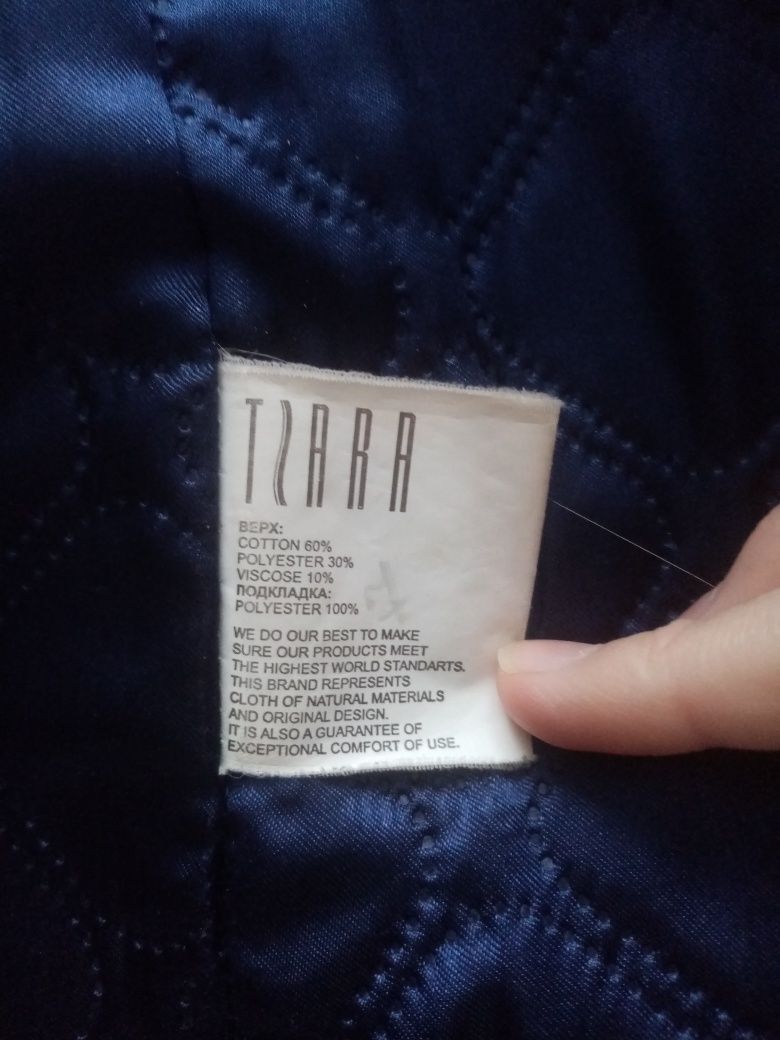 TIARA
ВЕРХ:
COTTON 60%
POLYESTER 30%
VISCOSE 10%
ПОДКЛАДКА:
POLYESTER 100%
WE DO OUR BEST TO MAKE
SURE OUR PRODUCTS MEET
THE HIGHEST WORLD STANDARTS.
THIS BRAND REPRESENTS
CLOTH OF NATURAL MATERIALS
AND ORIGINAL DESIGN.
IT IS ALSO A GUARANTEE OF
EXCEPTIONAL COMFORT OF USE.